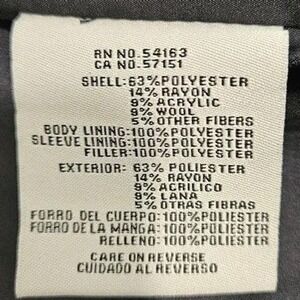 RN NO.54163
CA NO.57151
SHELL:63%POLYESTER
14%RAYON
9%ACRYLIC
9%WOOL
5%OTHER FIBERS
BODY LINING:100%POLYESTER
SLEEVE LINING:100%POLYESTER
FILLER:100%POLYESTER
EXTERIOR: 63% POLIESTER
14% RAYON
9% ACRILICO
9% LANA
5% OTRAS FIBRAS
FORRO DEL CUERPO:100%POLIESTER
FORRO DE LA MANGA:100%POLIESTER
RELLENO:100%POLIESTER
CARE ON REVERSE
CUIDADO AL REVERSO